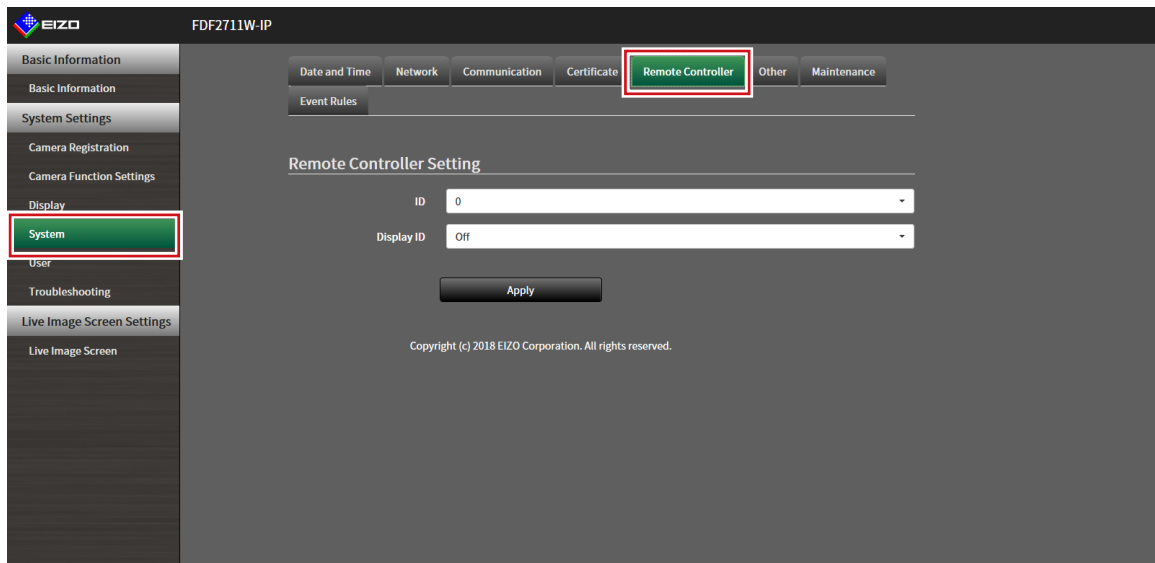 EIZO
FDF2711W-IP
Basic Information
Basic Information
System Settings
Camera Registration
Camera Function Settings
Display
System
User
Troubleshooting
Live Image Screen Settings
Live Image Screen
Date and Time Network Communication Certificate Remote Controller Other Maintenance
Event Rules
Remote Controller Setting
ID 0
Display ID Off
Apply
Copyright (c) 2018 EIZO Corporation. All rights reserved.